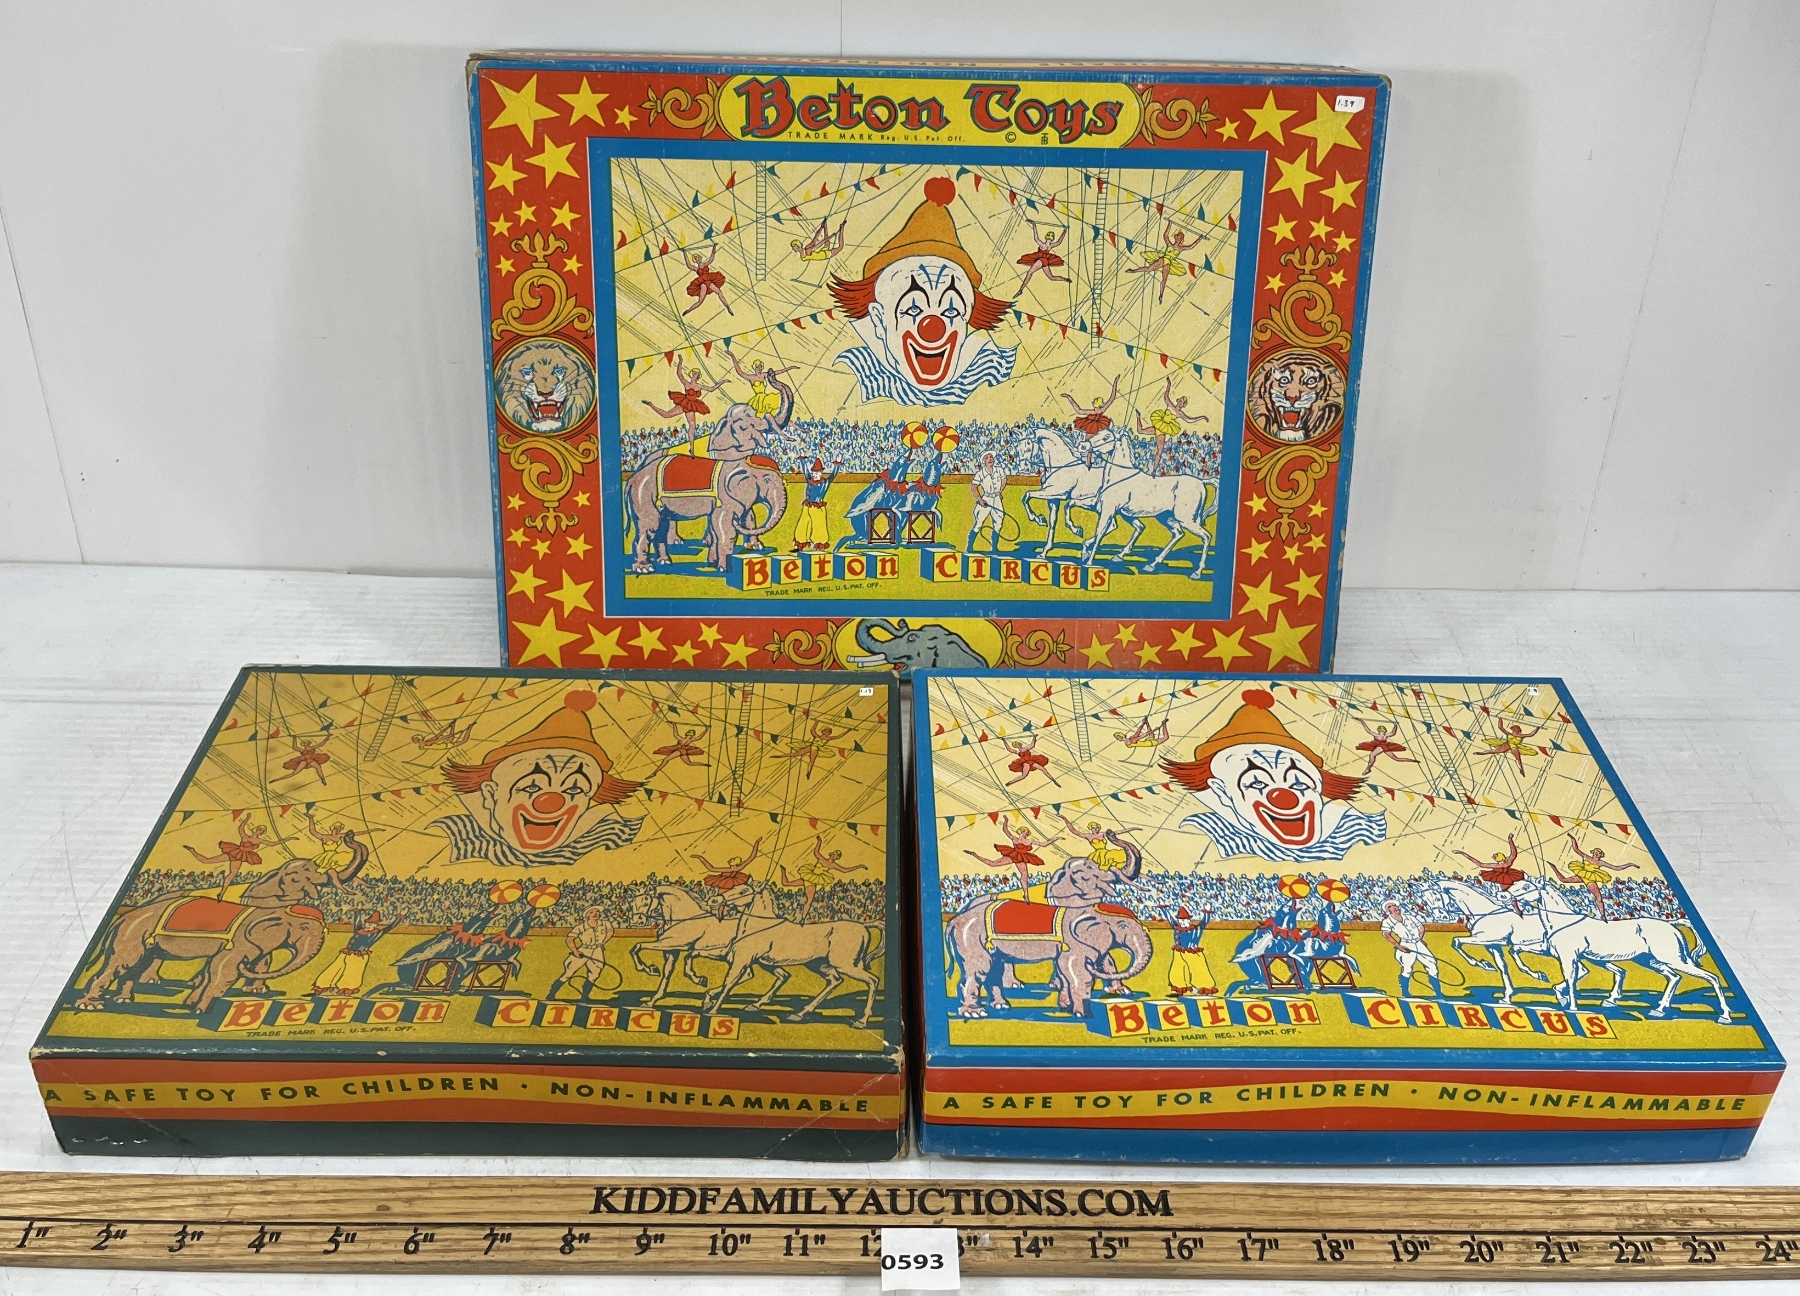 Beton Toys
TRADE MARK Reg. U.S. Pat. Off. ©
1.39
Beton CIRCUS
TRADE MARK REG. U.S. PAT. OFF.
Beton CIRCUS
TRADE MARK REG. U.S. PAT. OFF.
A SAFE TOY FOR CHILDREN · NON-INFLAMMABLE
Beton CIRCUS
TRADE MARK REG. U.S. PAT. OFF.
A SAFE TOY FOR CHILDREN · NON-INFLAMMABLE
KIDDFAMILYAUCTIONS.COM
1" 2" 3" 4" 5" 6" 7" 8" 9" 10" 11" 14" 15" 16" 17" 18" 19" 20" 21" 22" 23" 24"
0593